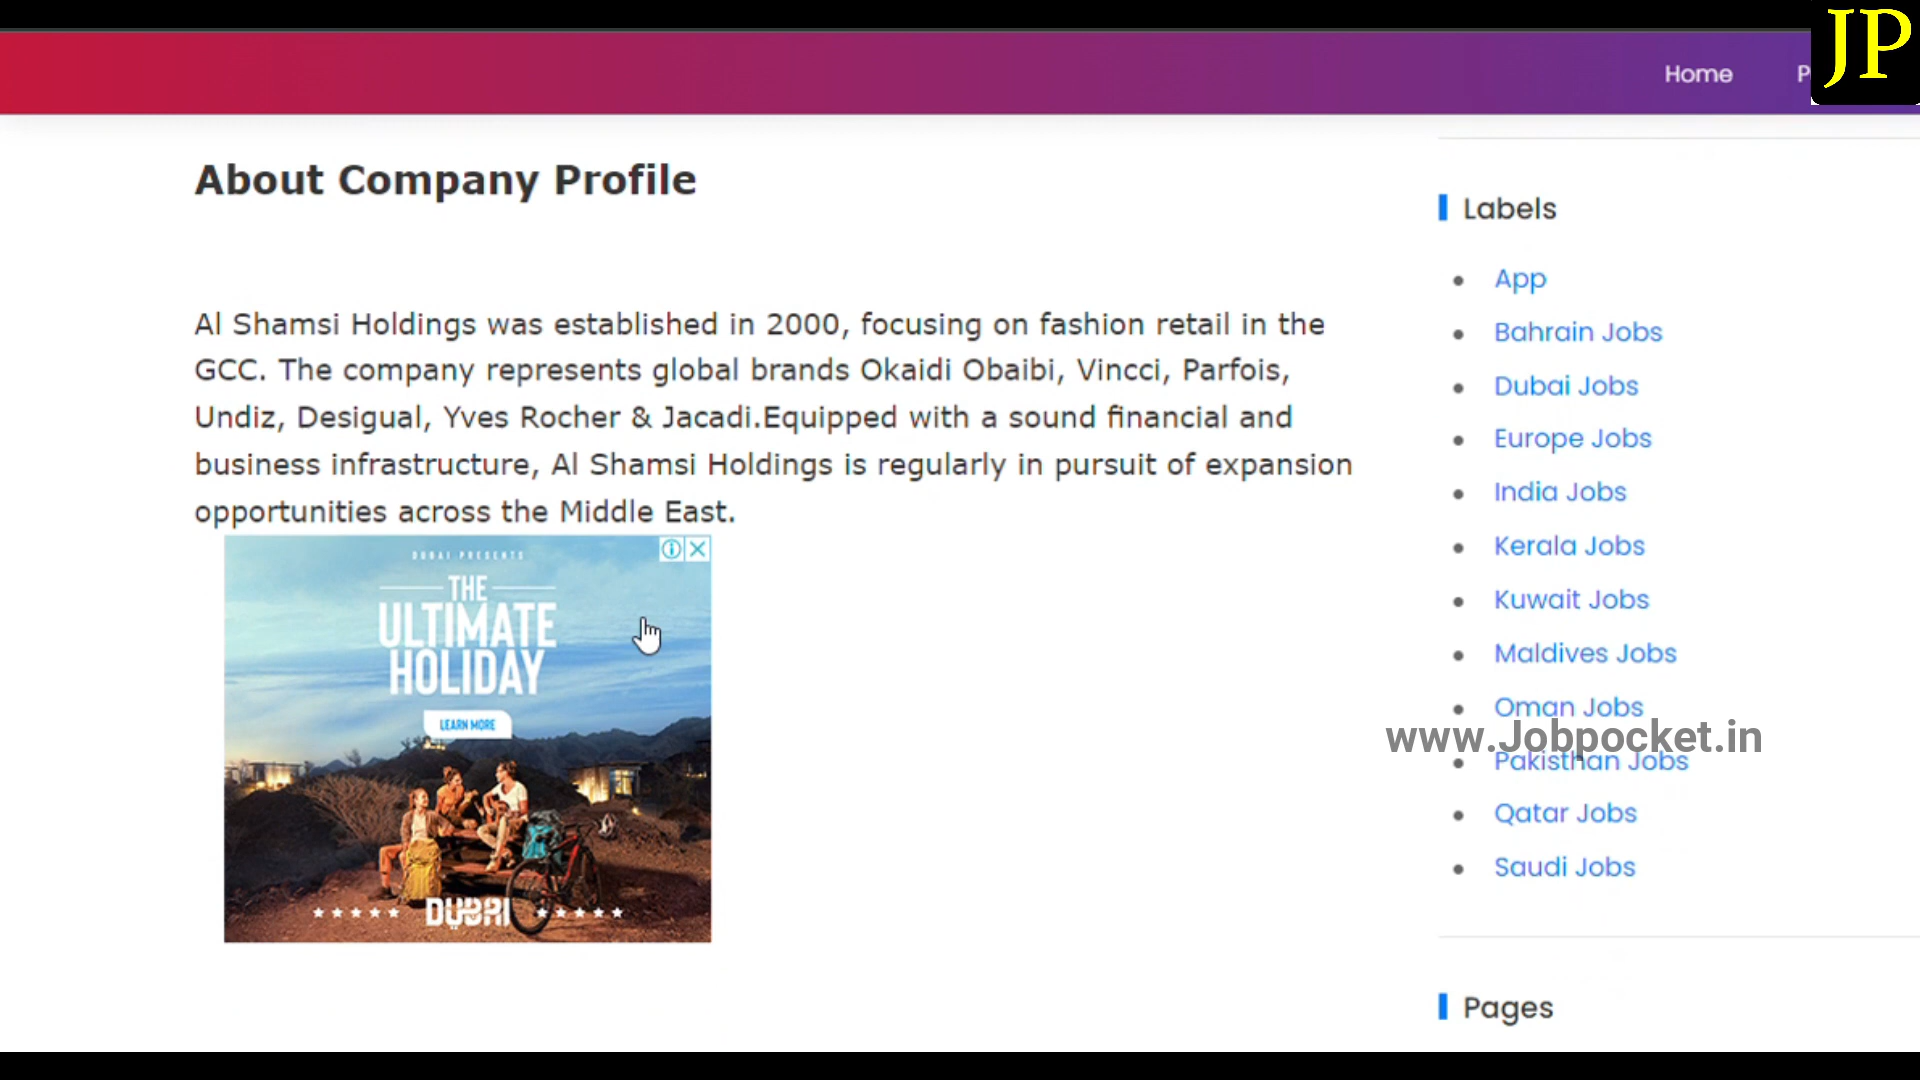 Home
P
JP
About Company Profile
Al Shamsi Holdings was established in 2000, focusing on fashion retail in the
GCC. The company represents global brands Okaidi Obaibi, Vincci, Parfois,
Undiz, Desigual, Yves Rocher & Jacadi.Equipped with a sound financial and
business infrastructure, Al Shamsi Holdings is regularly in pursuit of expansion
opportunities across the Middle East.
DUBAI PRESENTS
THE
ULTIMATE
HOLIDAY
LEARN MORE
DUBAI
Labels
App
Bahrain Jobs
Dubai Jobs
Europe Jobs
India Jobs
Kerala Jobs
Kuwait Jobs
Maldives Jobs
Oman Jobs
www.Jobpocket.in
Pakisthan Jobs
Qatar Jobs
Saudi Jobs
Pages